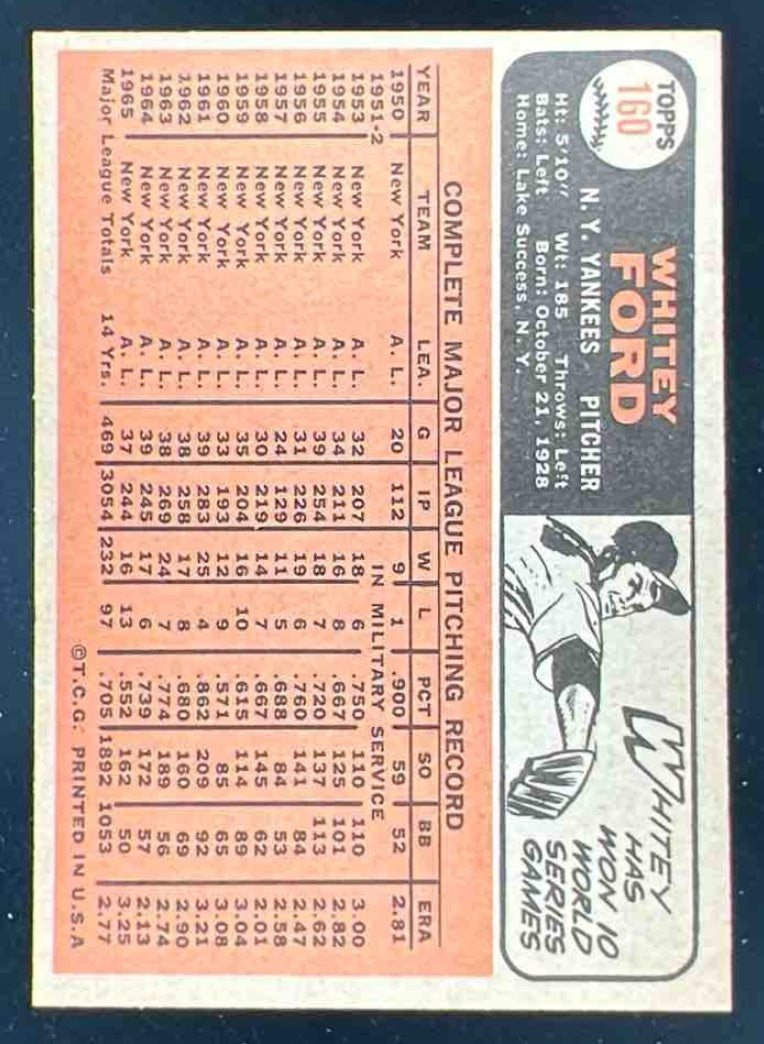 TOPPS
160
WHITEY
FORD
N. Y. YANKEES PITCHER
Ht: 5'10" Wt: 185 Throws: Left
Bats: Left Born: October 21, 1928
Home: Lake Success, N. Y.
WHITEY
HAS
WON 10
WORLD
SERIES
GAMES
COMPLETE MAJOR LEAGUE PITCHING RECORD
YEAR TEAM LEA. G IP W L PCT SO BB ERA
1950 New York A. L. 20 112 9 1 .900 59 52 2.81
1951-2 IN MILITARY SERVICE
1953 New York A. L. 32 207 18 6 .750 110 110 3.00
1954 New York A. L. 34 211 16 8 .667 125 101 2.82
1955 New York A. L. 39 254 18 7 .720 137 113 2.62
1956 New York A. L. 31 226 19 6 .760 141 84 2.47
1957 New York A. L. 24 129 11 5 .688 84 53 2.58
1958 New York A. L. 30 219 14 7 .667 145 62 2.01
1959 New York A. L. 35 204 16 10 .615 114 89 3.04
1960 New York A. L. 33 193 12 9 .571 85 65 3.08
1961 New York A. L. 39 283 25 4 .862 209 92 3.21
1962 New York A. L. 38 258 17 8 .680 160 69 2.90
1963 New York A. L. 38 269 24 7 .774 189 56 2.74
1964 New York A. L. 39 245 17 6 .739 172 57 2.13
1965 New York A. L. 37 244 16 13 .552 162 50 3.25
Major League Totals 14 Yrs. 469 3054 232 97 .705 1892 1053 2.77
©T.C.G. PRINTED IN U.S.A